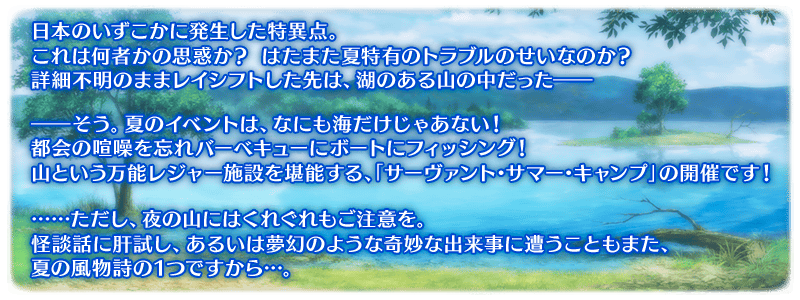 日本のいずこかに発生した特異点。
これは何者かの思惑か？ はたまた夏特有のトラブルのせいなのか？
詳細不明のままレイシフトした先は、湖のある山の中だった──
──そう。夏のイベントは、なにも海だけじゃあない！
都会の喧噪を忘れバーベキューにボートにフィッシング！
山という万能レジャー施設を堪能する、「サーヴァント・サマー・キャンプ」の開催です！
……ただし、夜の山にはくれぐれもご注意を。
怪談話に肝試し、あるいは夢幻のような奇妙な出来事に遭うこともまた、
夏の風物詩の1つですから…。